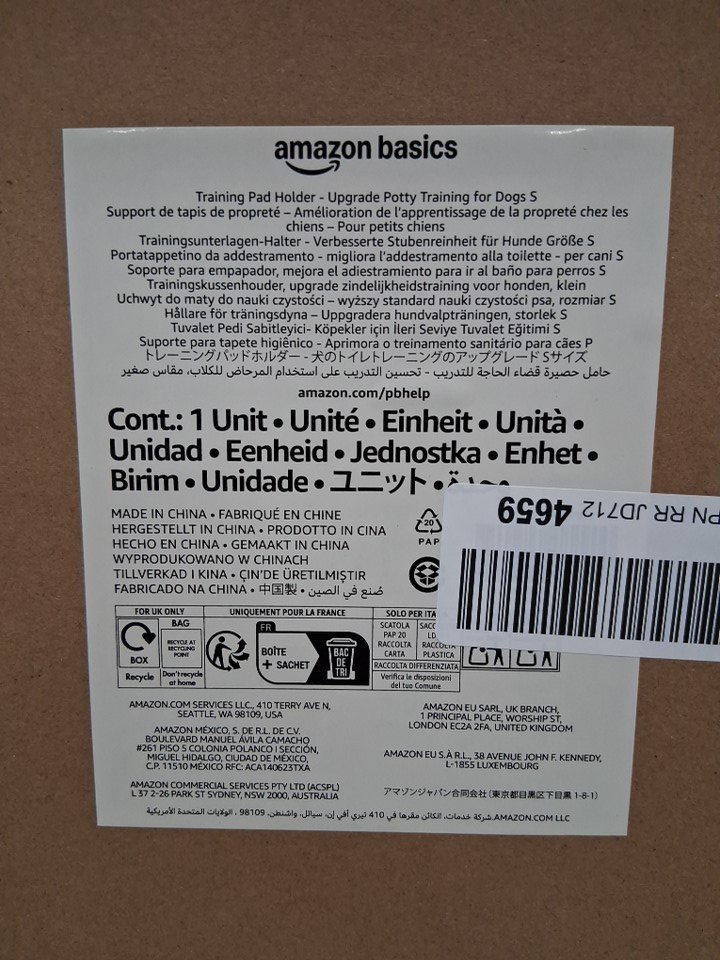 amazon basics
Training Pad Holder - Upgrade Potty Training for Dogs S
Support de tapis de propreté – Amélioration de l'apprentissage de la propreté chez les
chiens – Pour petits chiens
Trainingsunterlagen-Halter - Verbesserte Stubenreinheit für Hunde Größe S
Portatappetino da addestramento - migliora l'addestramento alla toilette - per cani S
Soporte para empapador, mejora el adiestramiento para ir al baño para perros S
Trainingskussenhouder, upgrade zindelijkheidstraining voor honden, klein
Uchwyt do maty do nauki czystości – wyższy standard nauki czystości psa, rozmiar S
Hållare för träningsdyna – Uppgradera hundvalpträningen, storlek S
Tuvalet Pedi Sabitleyici- Köpekler için İleri Seviye Tuvalet Eğitimi S
Suporte para tapete higiênico - Aprimora o treinamento sanitário para cães P
トレーニングパッドホルダー - 犬のトイレトレーニングのアップグレード Sサイズ
حامل حصيرة قضاء الحاجة للتدريب - تحسين التدريب على استخدام المرحاض للكلاب، مقاس صغير
amazon.com/pbhelp
Cont.: 1 Unit • Unité • Einheit • Unità •
Unidad • Eenheid • Jednostka • Enhet •
Birim • Unidade • ユニット •
MADE IN CHINA • FABRIQUÉ EN CHINE
HERGESTELLT IN CHINA • PRODOTTO IN CINA
HECHO EN CHINA • GEMAAKT IN CHINA
WYPRODUKOWANO W CHINACH
TILLVERKAD I KINA • ÇİN'DE ÜRETİLMİŞTİR
FABRICADO NA CHINA • 中国製 • صُنع في الصين
20
PAP
PN RR JD712 4659
FOR UK ONLY
BOX
Recycle
BAG
RECYCLE AT
RECYCLING
POINT
Don't recycle
at home
UNIQUEMENT POUR LA FRANCE
FR
BOÎTE
+ SACHET
BAC
DE
TRI
SOLO PER
SCATOLA
PAP 20
RACCOLTA
CARTA
RACCOLTA
PLASTICA
RACCOLTA DIFFERENZIATA
Verifica le disposizioni
del tuo Comune
AMAZON.COM SERVICES LLC., 410 TERRY AVE N,
SEATTLE, WA 98109, USA
AMAZON MÉXICO, S. DE R.L. DE C.V.
BOULEVARD MANUEL ÁVILA CAMACHO
#261 PISO 5 COLONIA POLANCO I SECCIÓN,
MIGUEL HIDALGO, CIUDAD DE MÉXICO,
C.P. 11510 MÉXICO RFC: ACA140623TXA
AMAZON COMMERCIAL SERVICES PTY LTD (ACSPL)
L 37 2-26 PARK ST SYDNEY, NSW 2000, AUSTRALIA
AMAZON EU SARL, UK BRANCH,
1 PRINCIPAL PLACE, WORSHIP ST,
LONDON EC2A 2FA, UNITED KINGDOM
AMAZON EU S.À R.L., 38 AVENUE JOHN F. KENNEDY,
L-1855 LUXEMBOURG
アマゾンジャパン合同会社 (東京都目黒区下目黒 1-8-1)
AMAZON.COM LLC شركة خدمات، الكائن مقرها في 410 تيري أفي إن، سياتل، واشنطن، 98109 ، الولايات المتحدة الأمريكية.